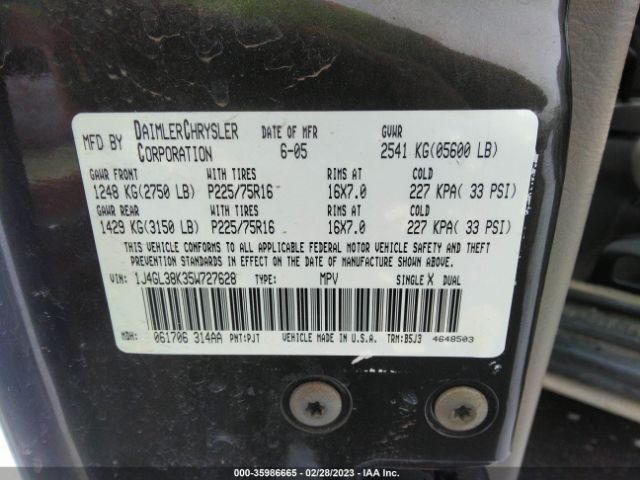 MFD BY DAIMLERCHRYSLER CORPORATION DATE OF MFR 6-05 GVWR 2541 KG(05600 LB)
GAWR FRONT WITH TIRES RIMS AT COLD
1248 KG(2750 LB) P225/75R16 16X7.0 227 KPA( 33 PSI)
GAWR REAR WITH TIRES RIMS AT COLD
1429 KG(3150 LB) P225/75R16 16X7.0 227 KPA( 33 PSI)
THIS VEHICLE CONFORMS TO ALL APPLICABLE FEDERAL MOTOR VEHICLE SAFETY AND THEFT
PREVENTION STANDARDS IN EFFECT ON THE DATE OF MANUFACTURE SHOWN ABOVE.
VIN: 1J4GL38K35W727628 TYPE: MPV SINGLE X DUAL
MDH: 061706 314AA PNT:PJT VEHICLE MADE IN U.S.A. TRM:B5J3 4648503
000-35986665 - 02/28/2023 - IAA Inc.